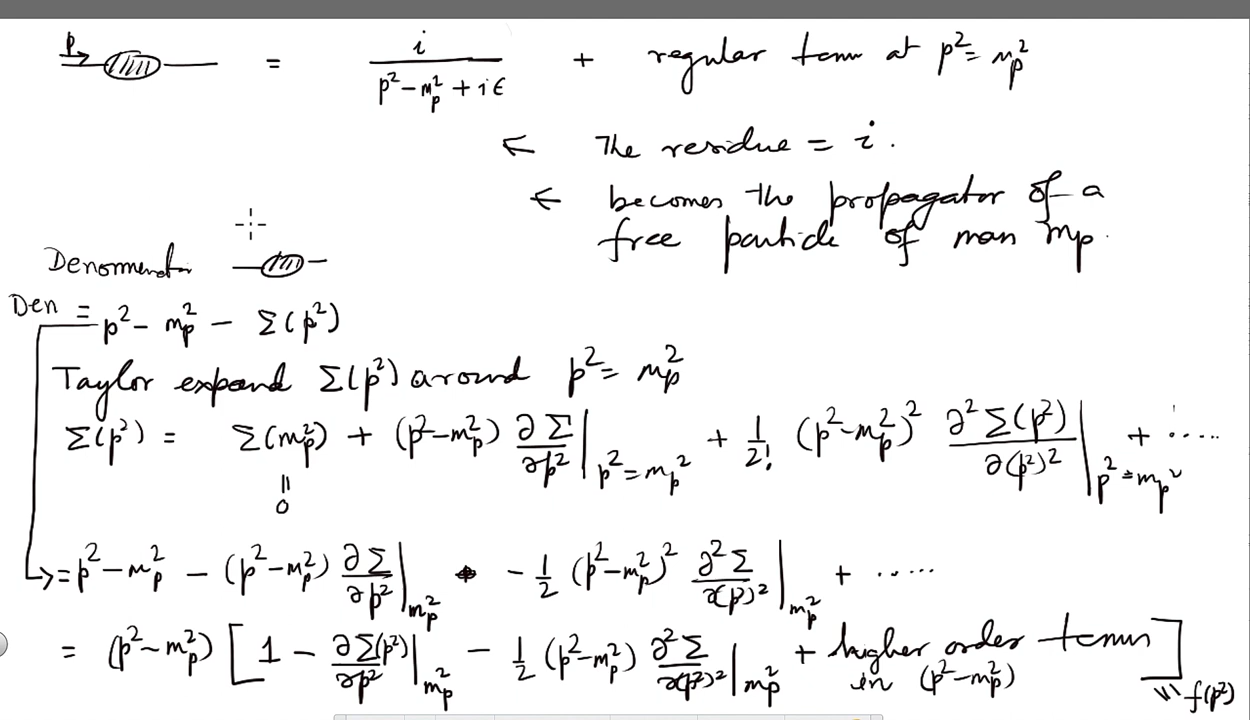 p = i / (p² - m_p² + iϵ) + regular term at p² = m_p²
← The residue = i.
← becomes the propagator of a
free particle of mass m_p.
Denominator
Den = p² - m_p² - Σ(p²)
Taylor expand Σ(p²) around p² = m_p²
Σ(p²) = Σ(m_p²) + (p² - m_p²) ∂Σ/∂p² |_{p² = m_p²} + 1/2! (p² - m_p²)² ∂²Σ(p²)/∂(p²)² |_{p² = m_p²} + .....
॥
0
= p² - m_p² - (p² - m_p²) ∂Σ/∂p² |_{m_p²} - 1/2 (p² - m_p²)² ∂²Σ/∂(p²)² |_{m_p²} + .....
= (p² - m_p²) [ 1 - ∂Σ(p²)/∂p² |_{m_p²} - 1/2 (p² - m_p²) ∂²Σ/∂(p²)² |_{m_p²} + higher order terms
in (p² - m_p²) ]
≡ f(p²)